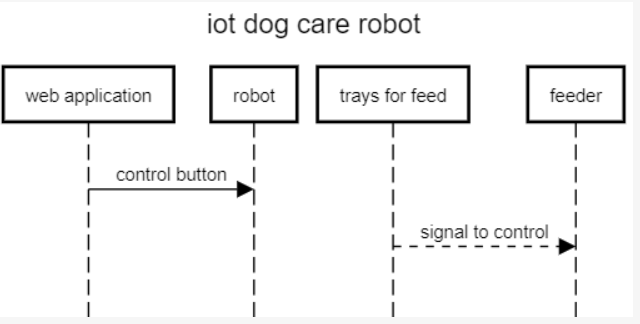 iot dog care robot
web application
robot
trays for feed
feeder
control button
signal to control